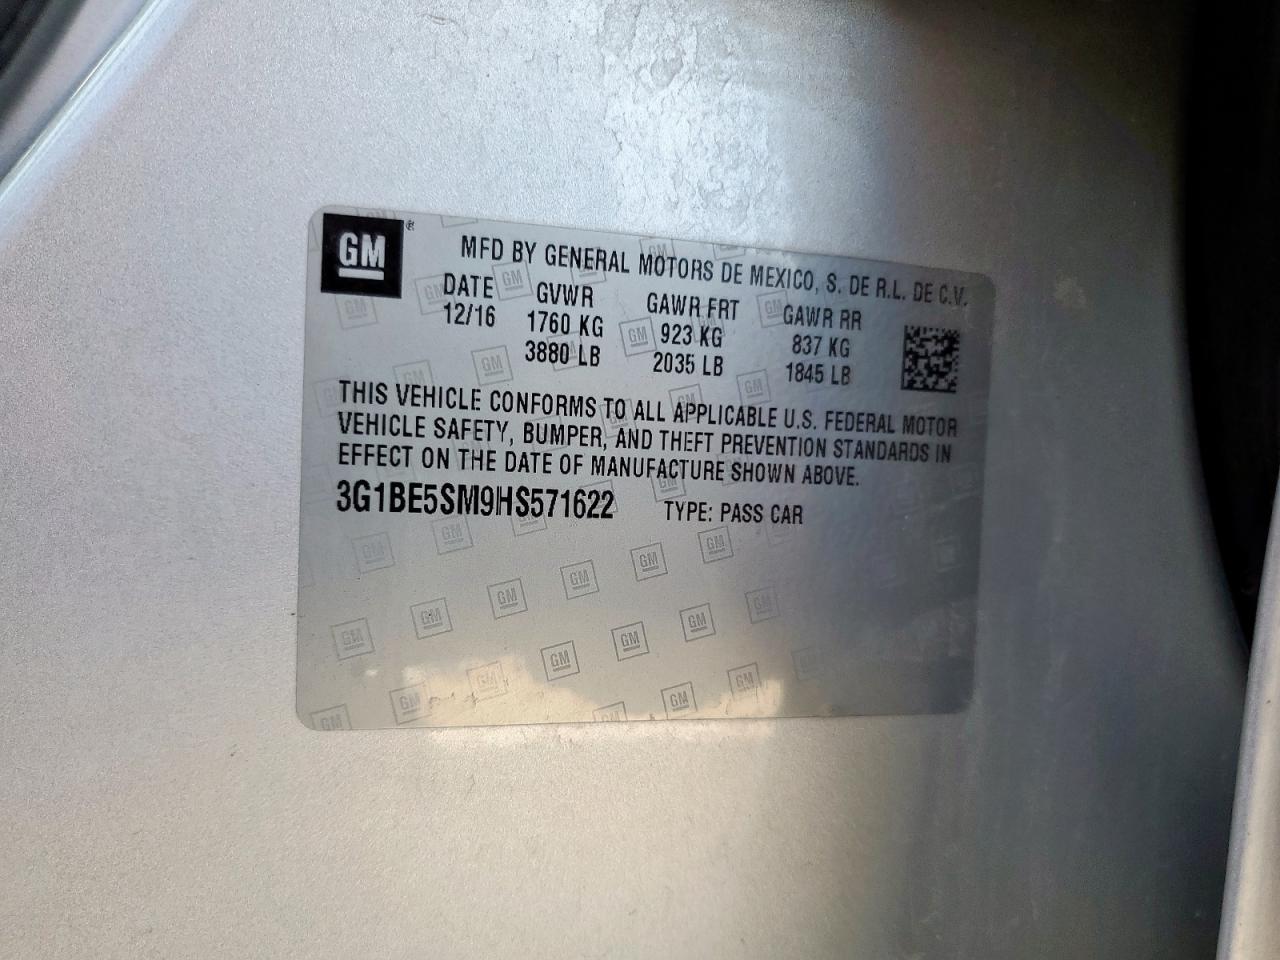 GM ®
MFD BY GENERAL MOTORS DE MEXICO, S. DE R.L. DE C.V.
DATE GVWR GAWR FRT GAWR RR
12/16 1760 KG 923 KG 837 KG
3880 LB 2035 LB 1845 LB
THIS VEHICLE CONFORMS TO ALL APPLICABLE U.S. FEDERAL MOTOR
VEHICLE SAFETY, BUMPER, AND THEFT PREVENTION STANDARDS IN
EFFECT ON THE DATE OF MANUFACTURE SHOWN ABOVE.
3G1BE5SM9HS571622 TYPE: PASS CAR